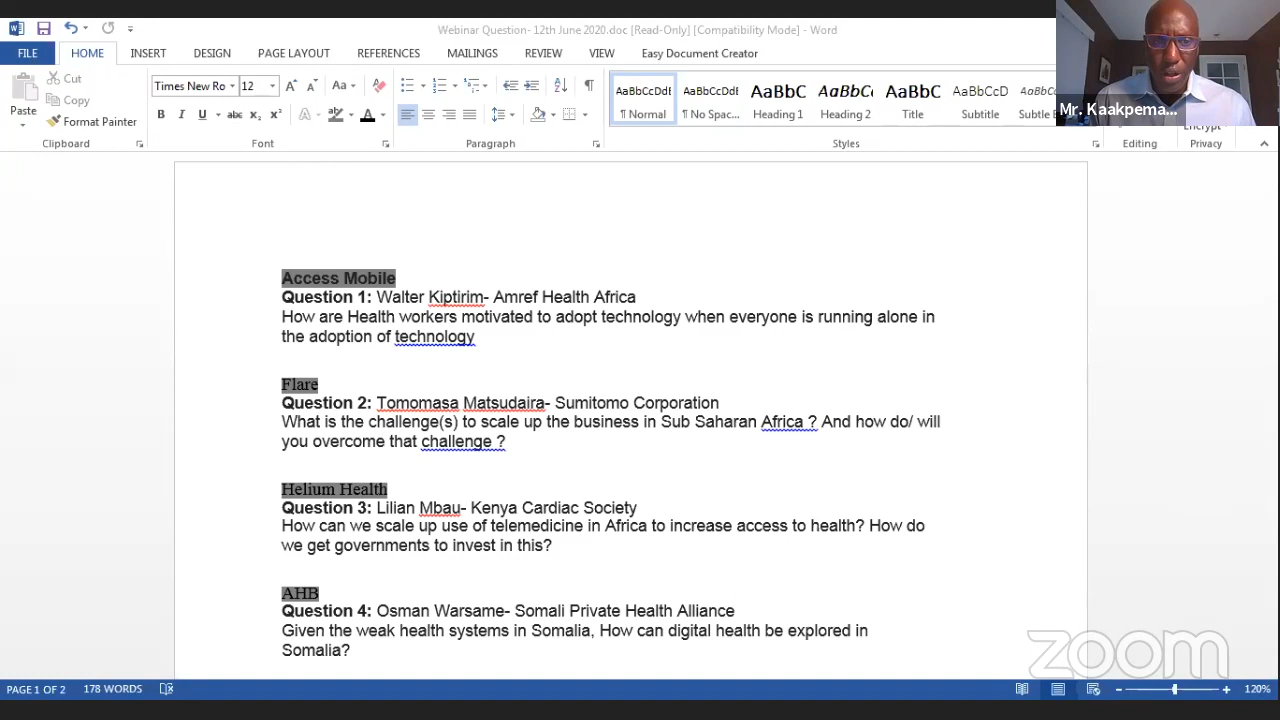 Webinar Question- 12th June 2020.doc [Read-Only] [Compatibility Mode] - Word
FILE HOME INSERT DESIGN PAGE LAYOUT REFERENCES MAILINGS REVIEW VIEW Easy Document Creator
Paste
Cut
Copy
Format Painter
Clipboard
Times New Ro 12
Font
Paragraph
AaBbCcDdE AaBbCcDdE AaBbC AaBbCc AaBbC AaBbCcD AaBbCc
¶ Normal ¶ No Spac... Heading 1 Heading 2 Title Subtitle Subtle E
Styles
Mr. Kaakpema...
Encrypt
Editing Privacy
Access Mobile
Question 1: Walter Kiptirim- Amref Health Africa
How are Health workers motivated to adopt technology when everyone is running alone in
the adoption of technology
Flare
Question 2: Tomomasa Matsudaira- Sumitomo Corporation
What is the challenge(s) to scale up the business in Sub Saharan Africa ? And how do/ will
you overcome that challenge ?
Helium Health
Question 3: Lilian Mbau- Kenya Cardiac Society
How can we scale up use of telemedicine in Africa to increase access to health? How do
we get governments to invest in this?
AHB
Question 4: Osman Warsame- Somali Private Health Alliance
Given the weak health systems in Somalia, How can digital health be explored in
Somalia?
zoom
PAGE 1 OF 2 178 WORDS 120%